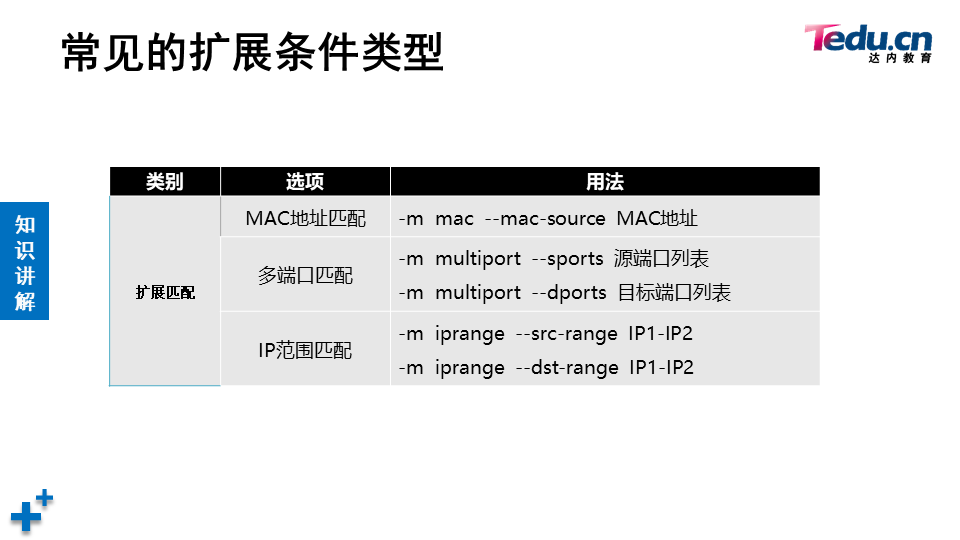 常见的扩展条件类型
Tedu.cn
达内教育
知识讲解
类别 选项 用法
扩展匹配
MAC地址匹配 -m mac --mac-source MAC地址
多端口匹配
-m multiport --sports 源端口列表
-m multiport --dports 目标端口列表
IP范围匹配
-m iprange --src-range IP1-IP2
-m iprange --dst-range IP1-IP2